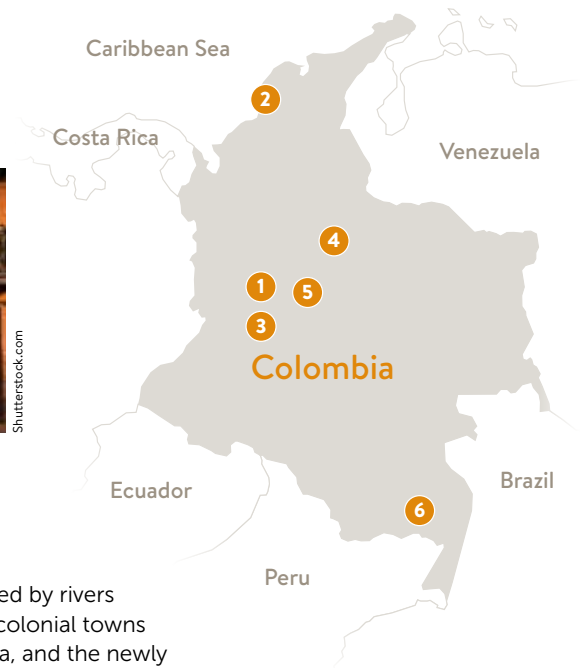 Caribbean Sea
2
Costa Rica
Venezuela
4
1
5
3
Colombia
Shutterstock.com
Ecuador
Brazil
6
Peru
ed by rivers
colonial towns
a, and the newly